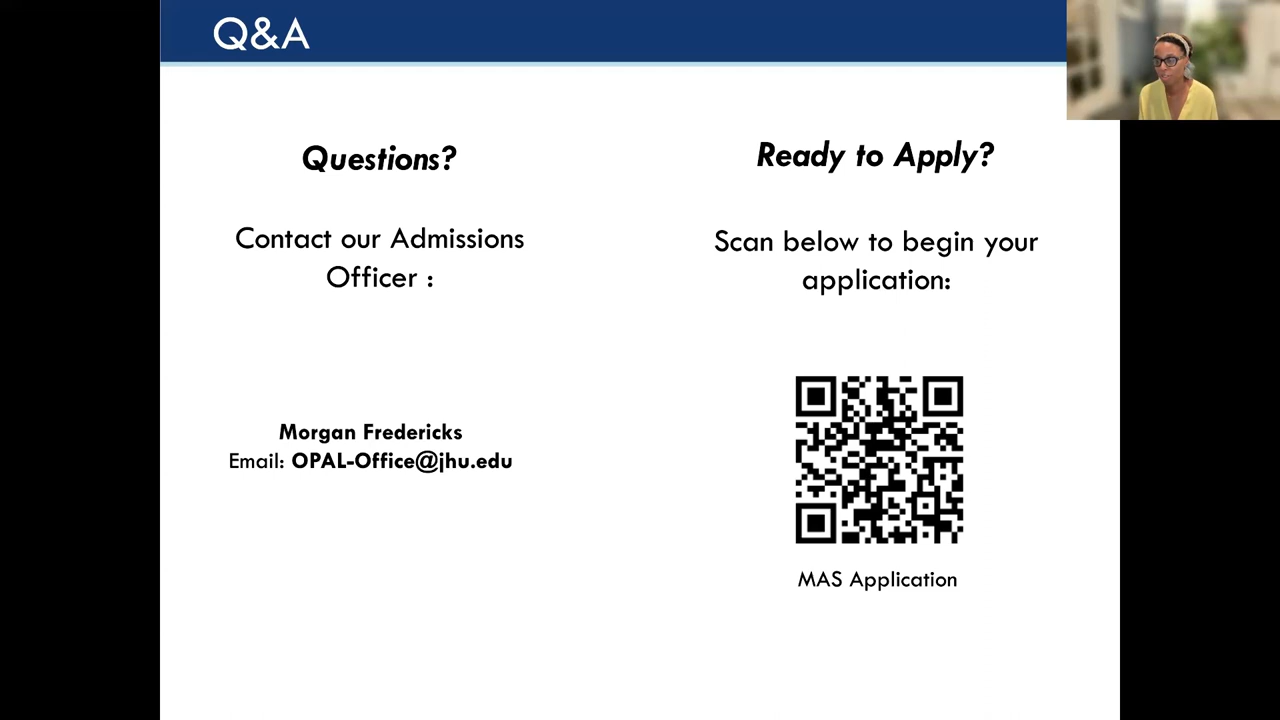 Q&A
Questions?
Contact our Admissions
Officer :
Morgan Fredericks
Email: OPAL-Office@jhu.edu
Ready to Apply?
Scan below to begin your
application:
MAS Application